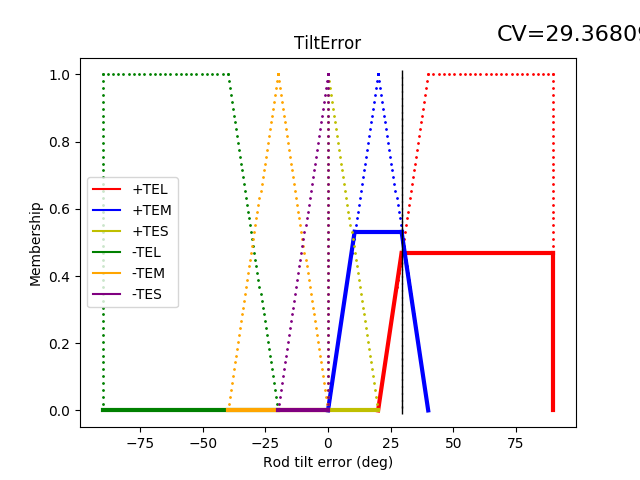 CV=29.36809
TiltError
1.0
0.8
0.6
0.4
0.2
0.0
Membership
+TEL
+TEM
+TES
-TEL
-TEM
-TES
−75
−50
−25
0
25
50
75
Rod tilt error (deg)